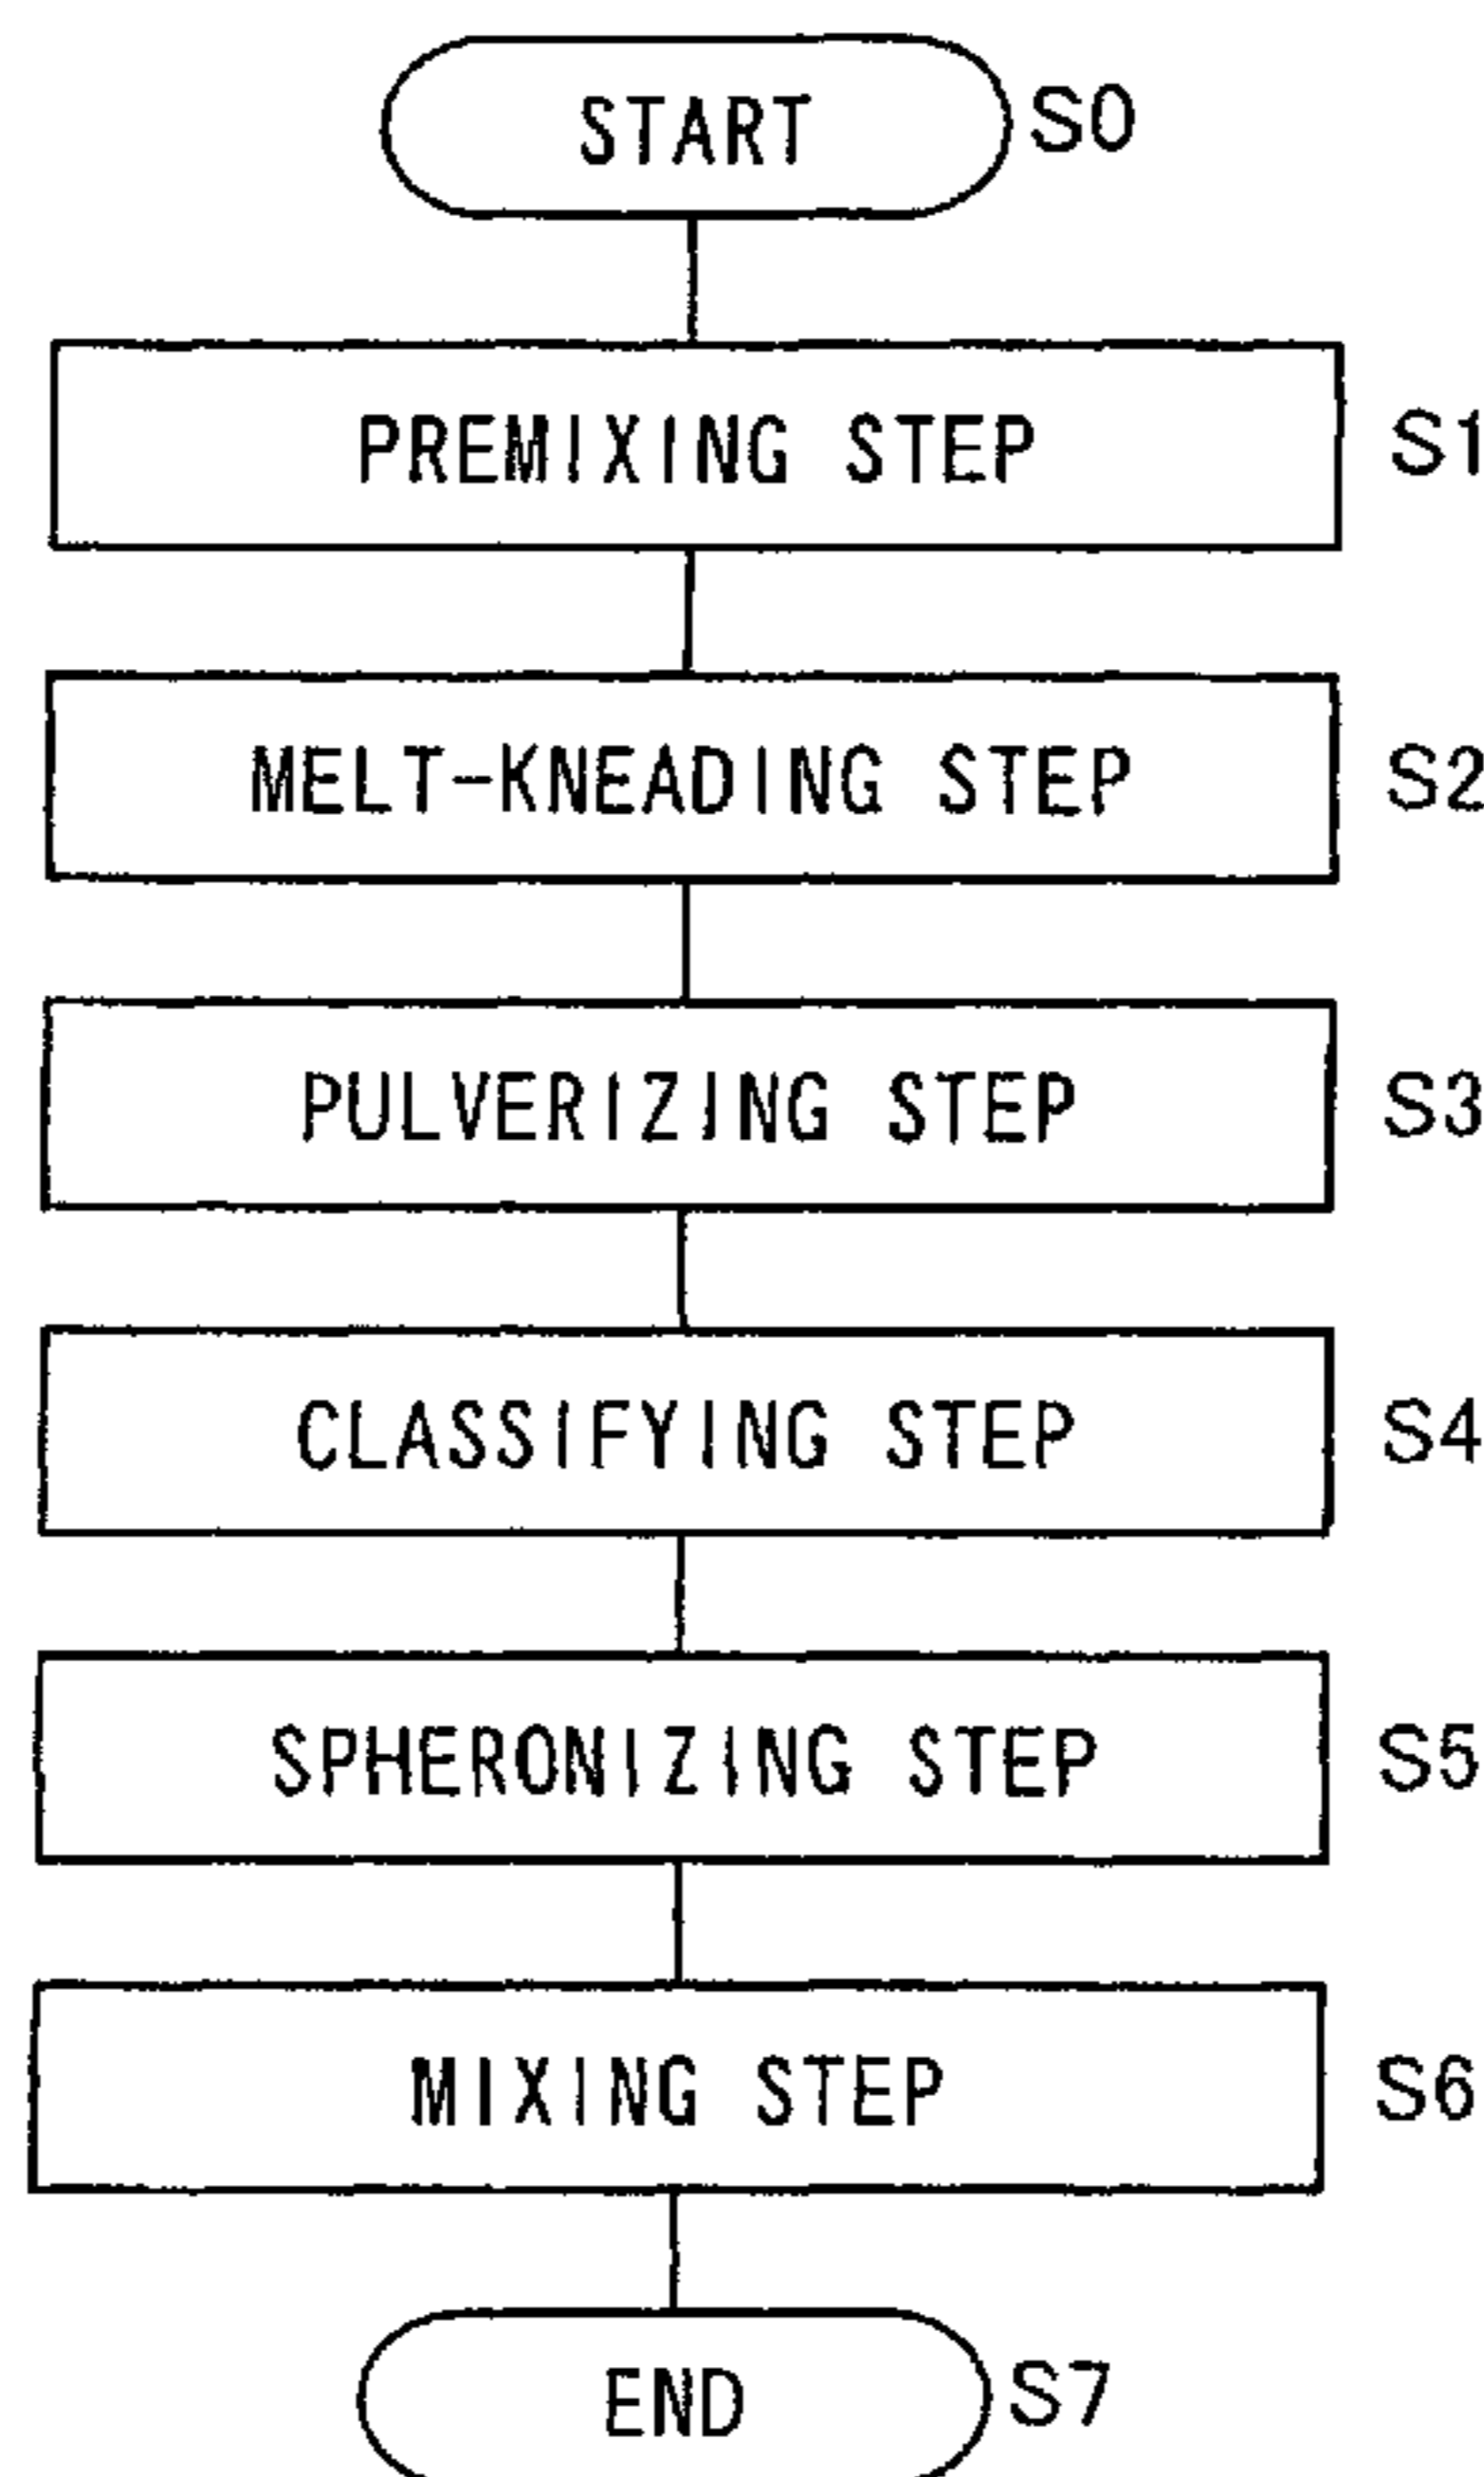 START S0
PREMIXING STEP S1
MELT-KNEADING STEP S2
PULVERIZING STEP S3
CLASSIFYING STEP S4
SPHERONIZING STEP S5
MIXING STEP S6
END S7